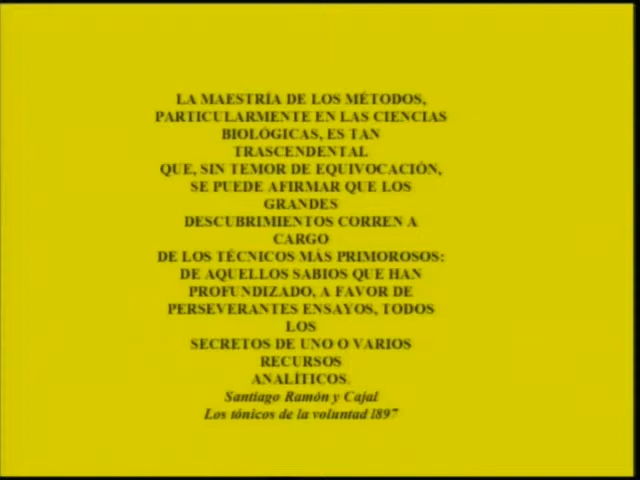 LA MAESTRÍA DE LOS MÉTODOS,
PARTICULARMENTE EN LAS CIENCIAS
BIOLÓGICAS, ES TAN
TRASCENDENTAL
QUE, SIN TEMOR DE EQUIVOCACIÓN,
SE PUEDE AFIRMAR QUE LOS
GRANDES
DESCUBRIMIENTOS CORREN A
CARGO
DE LOS TÉCNICOS MÁS PRIMOROSOS:
DE AQUELLOS SABIOS QUE HAN
PROFUNDIZADO, A FAVOR DE
PERSEVERANTES ENSAYOS, TODOS
LOS
SECRETOS DE UNO O VARIOS
RECURSOS
ANALÍTICOS.
Santiago Ramón y Cajal
Los tónicos de la voluntad l897